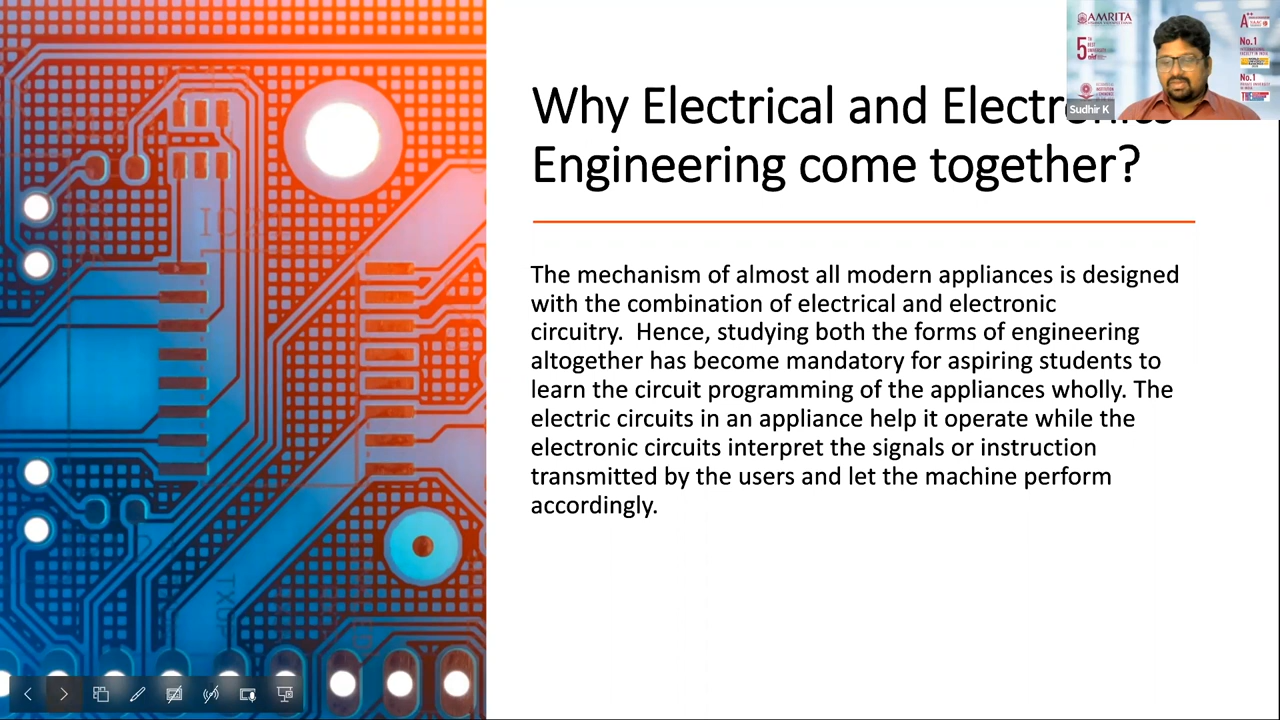 AMRITA
5
Sudhir K
A++
No.1
No.1
Why Electrical and Electronics
Engineering come together?
The mechanism of almost all modern appliances is designed
with the combination of electrical and electronic
circuitry.  Hence, studying both the forms of engineering
altogether has become mandatory for aspiring students to
learn the circuit programming of the appliances wholly. The
electric circuits in an appliance help it operate while the
electronic circuits interpret the signals or instruction
transmitted by the users and let the machine perform
accordingly.